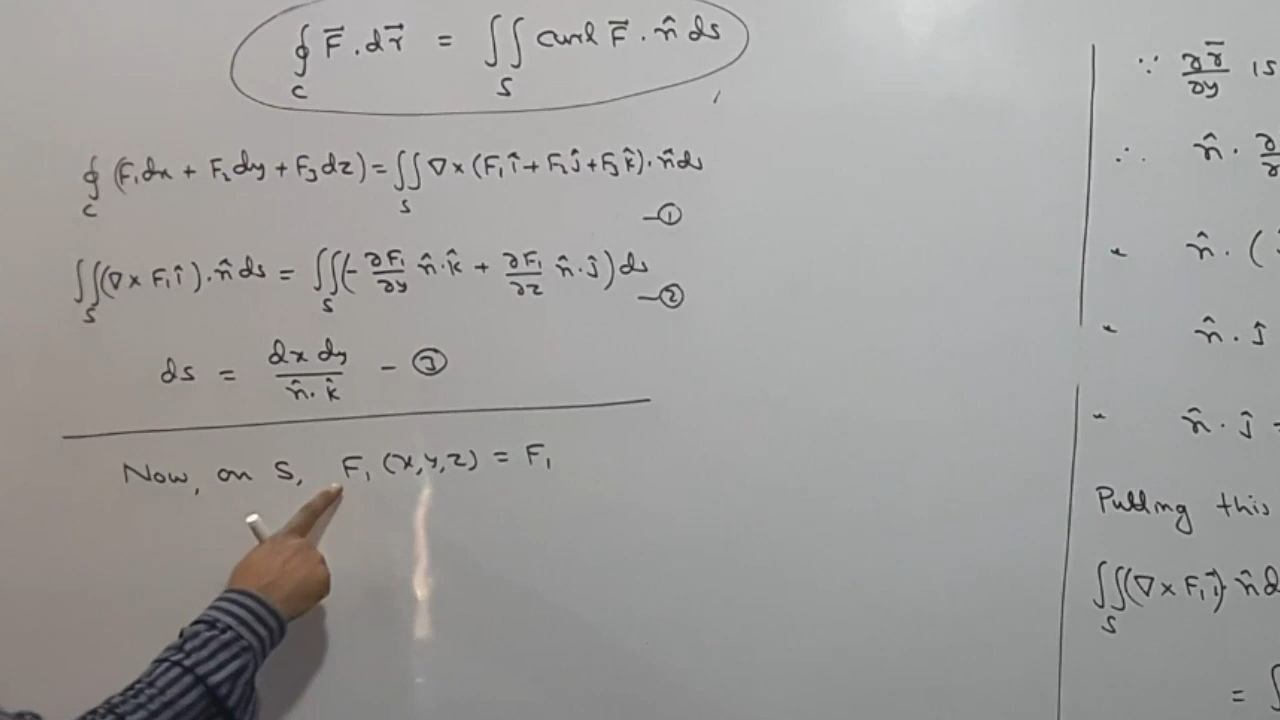 ∮_C F⃗ . dr⃗ = ∬_S curl F⃗ . n̂ ds
∮_C (F₁dx + F₂dy + F₃dz) = ∬_S ∇ × (F₁î + F₂ĵ + F₃k̂) . n̂ ds
—①
∬_S (∇ × F₁î) . n̂ ds = ∬_S (- ∂F₁/∂y n̂.k̂ + ∂F₁/∂z n̂.ĵ) ds
—②
ds = dx dy / n̂.k̂ - ③
Now, on S, F₁ (x,y,z) = F₁
∵ ∂r̄/∂y is
∴ n̂ . ∂
" n̂ . (
" n̂ . ĵ
" n̂ . ĵ
Putting this
∬_S (∇ × F₁î) . n̂ d
= ∫